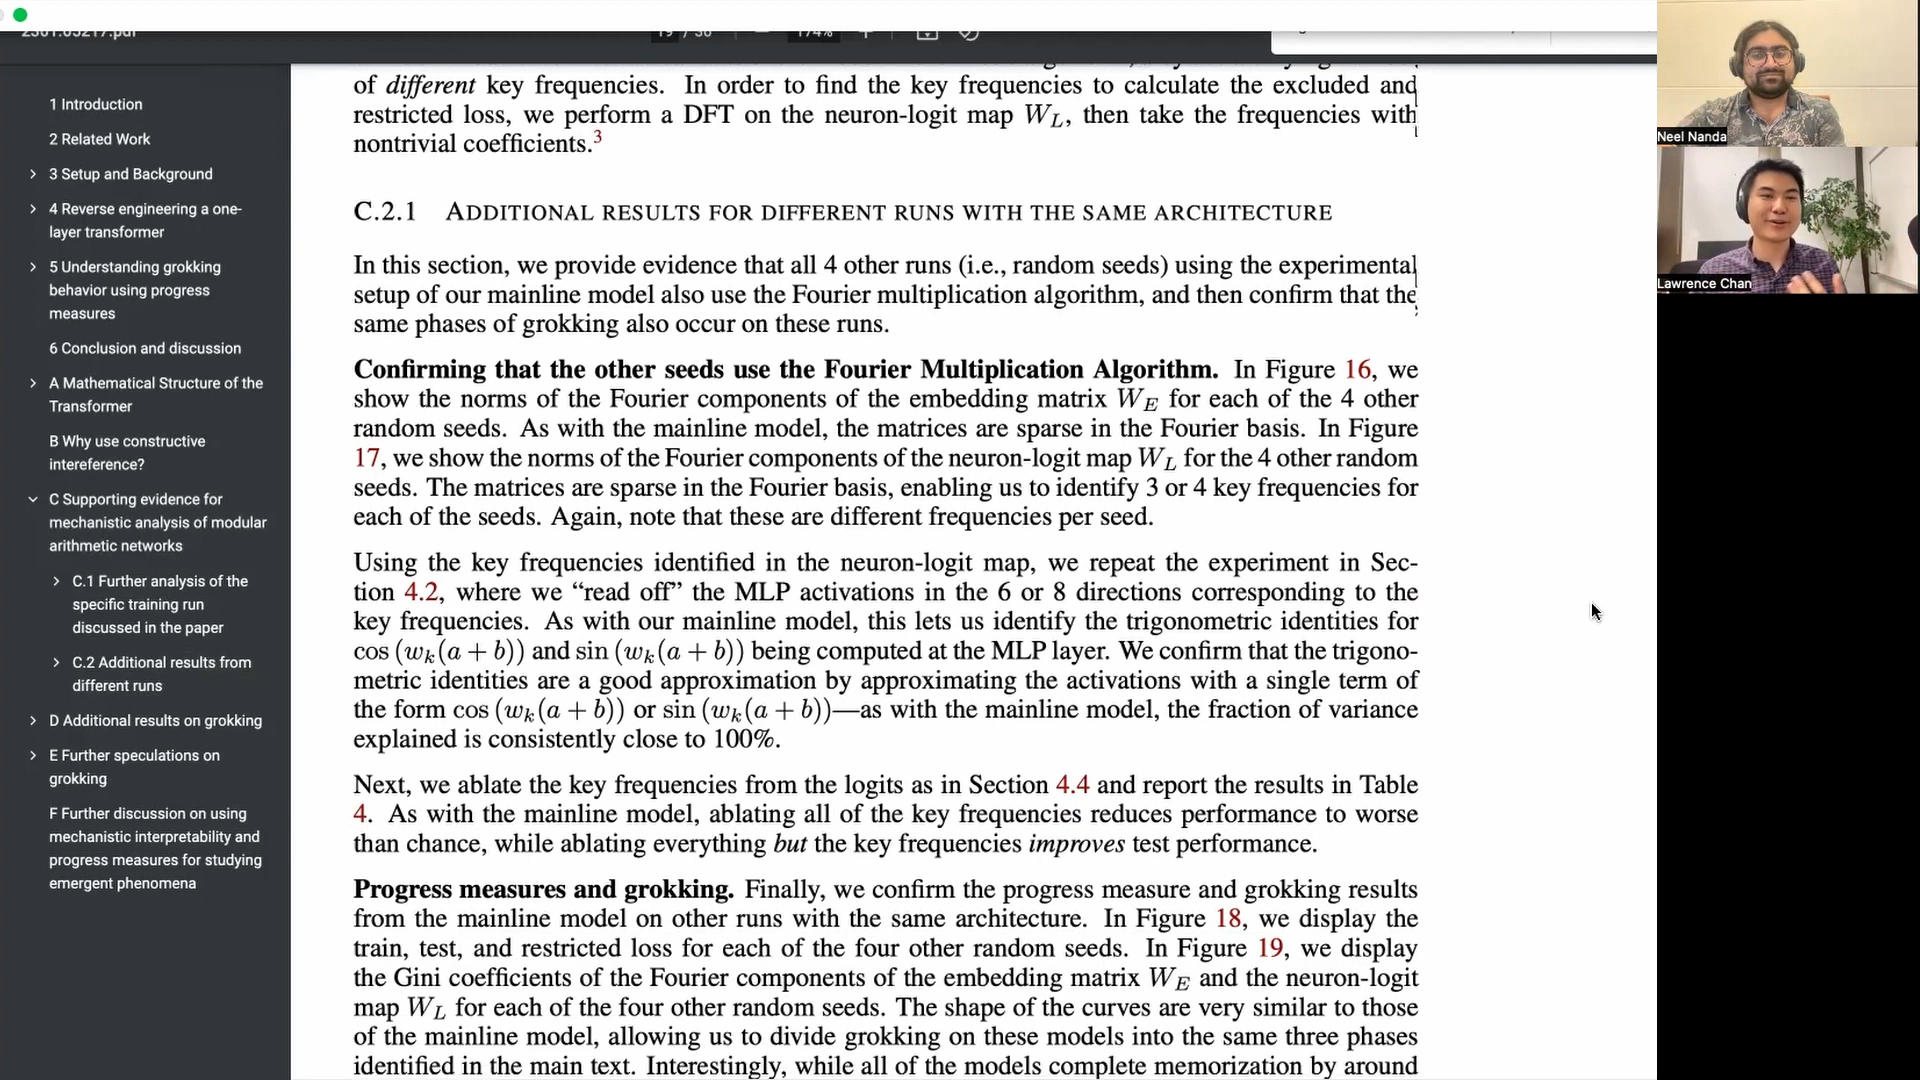 2301.05217.pdf
19 / 36
174%
1 Introduction
2 Related Work
3 Setup and Background
4 Reverse engineering a one-
layer transformer
5 Understanding grokking
behavior using progress
measures
6 Conclusion and discussion
A Mathematical Structure of the
Transformer
B Why use constructive
intereference?
C Supporting evidence for
mechanistic analysis of modular
arithmetic networks
C.1 Further analysis of the
specific training run
discussed in the paper
C.2 Additional results from
different runs
D Additional results on grokking
E Further speculations on
grokking
F Further discussion on using
mechanistic interpretability and
progress measures for studying
emergent phenomena
of different key frequencies. In order to find the key frequencies to calculate the excluded and
restricted loss, we perform a DFT on the neuron-logit map W_L, then take the frequencies with
nontrivial coefficients.3
C.2.1 ADDITIONAL RESULTS FOR DIFFERENT RUNS WITH THE SAME ARCHITECTURE
In this section, we provide evidence that all 4 other runs (i.e., random seeds) using the experimental
setup of our mainline model also use the Fourier multiplication algorithm, and then confirm that the
same phases of grokking also occur on these runs.
Confirming that the other seeds use the Fourier Multiplication Algorithm. In Figure 16, we
show the norms of the Fourier components of the embedding matrix W_E for each of the 4 other
random seeds. As with the mainline model, the matrices are sparse in the Fourier basis. In Figure
17, we show the norms of the Fourier components of the neuron-logit map W_L for the 4 other random
seeds. The matrices are sparse in the Fourier basis, enabling us to identify 3 or 4 key frequencies for
each of the seeds. Again, note that these are different frequencies per seed.
Using the key frequencies identified in the neuron-logit map, we repeat the experiment in Sec-
tion 4.2, where we “read off” the MLP activations in the 6 or 8 directions corresponding to the
key frequencies. As with our mainline model, this lets us identify the trigonometric identities for
cos (w_k(a + b)) and sin (w_k(a + b)) being computed at the MLP layer. We confirm that the trigono-
metric identities are a good approximation by approximating the activations with a single term of
the form cos (w_k(a + b)) or sin (w_k(a + b))—as with the mainline model, the fraction of variance
explained is consistently close to 100%.
Next, we ablate the key frequencies from the logits as in Section 4.4 and report the results in Table
4. As with the mainline model, ablating all of the key frequencies reduces performance to worse
than chance, while ablating everything but the key frequencies improves test performance.
Progress measures and grokking. Finally, we confirm the progress measure and grokking results
from the mainline model on other runs with the same architecture. In Figure 18, we display the
train, test, and restricted loss for each of the four other random seeds. In Figure 19, we display
the Gini coefficients of the Fourier components of the embedding matrix W_E and the neuron-logit
map W_L for each of the four other random seeds. The shape of the curves are very similar to those
of the mainline model, allowing us to divide grokking on these models into the same three phases
identified in the main text. Interestingly, while all of the models complete memorization by around
Neel Nanda
Lawrence Chan